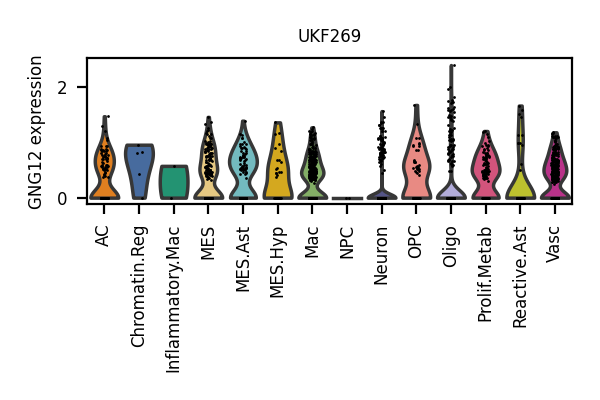 UKF269
GNG12 expression
2
0
AC
Chromatin.Reg
Inflammatory.Mac
MES
MES.Ast
MES.Hyp
Mac
NPC
Neuron
OPC
Oligo
Prolif.Metab
Reactive.Ast
Vasc